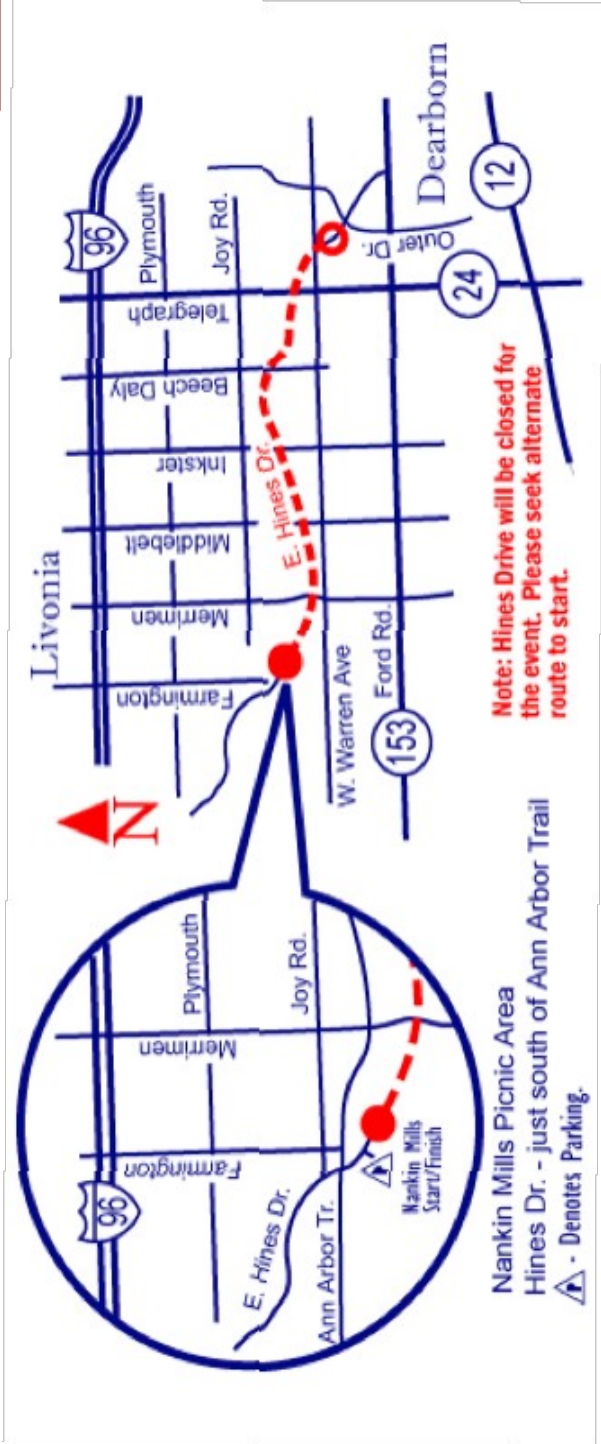 Livonia
96
Plymouth
Joy Rd.
Farmington
Merrimen
Middlebelt
Inkster
Beech Daly
Telegraph
E. Hines Dr.
Outer Dr.
W. Warren Ave
Ford Rd.
153
24
12
Dearborn
N
96
Plymouth
Joy Rd.
Farmington
Merrimen
E. Hines Dr.
Ann Arbor Tr.
Nankin Mills
Start/Finish
Note: Hines Drive will be closed for
the event. Please seek alternate
route to start.
Nankin Mills Picnic Area
Hines Dr. - just south of Ann Arbor Trail
- Denotes Parking.